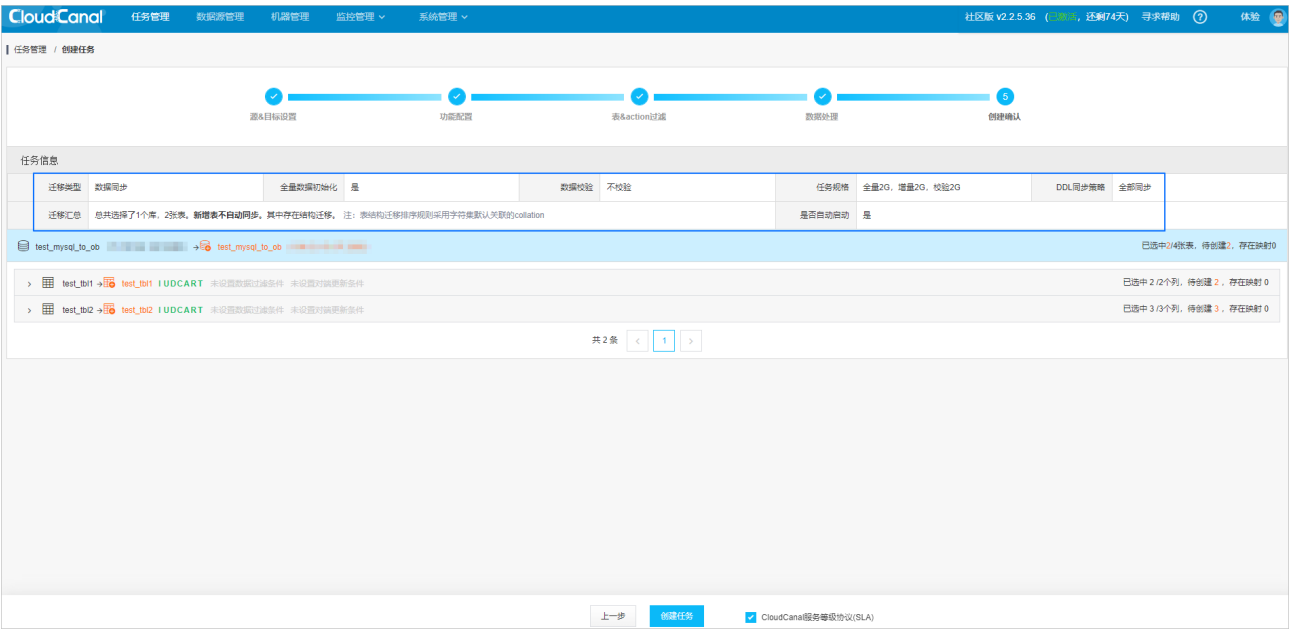 CloudCanal 任务管理 数据源管理 机器管理 监控管理 系统管理 社区版 v2.2.5.36 (已激活, 还剩74天) 寻求帮助 体验
任务管理 / 创建任务
5
源&目标设置 功能配置 表&action过滤 数据处理 创建确认
任务信息
迁移类型 数据同步 全量数据初始化 是 数据校验 不校验 任务规格 全量2G, 增量2G, 校验2G DDL同步策略 全部同步
迁移汇总 总共选择了1个库, 2张表。新增表不自动同步。其中存在结构迁移。 注: 表结构迁移排序规则采用字符集默认关联的collation 是否自动启动 是
test_mysql_to_ob test_mysql_to_ob 已选中2/4张表, 待创建2, 存在映射0
test_tbl1 test_tbl1 I UDCART 未设置数据过滤条件 未设置对端更新条件 已选中 2 /2个列, 待创建 2 , 存在映射 0
test_tbl2 test_tbl2 I UDCART 未设置数据过滤条件 未设置对端更新条件 已选中 3 /3个列, 待创建 3 , 存在映射 0
共 2 条 < 1 >
上一步 创建任务 CloudCanal服务等级协议(SLA)